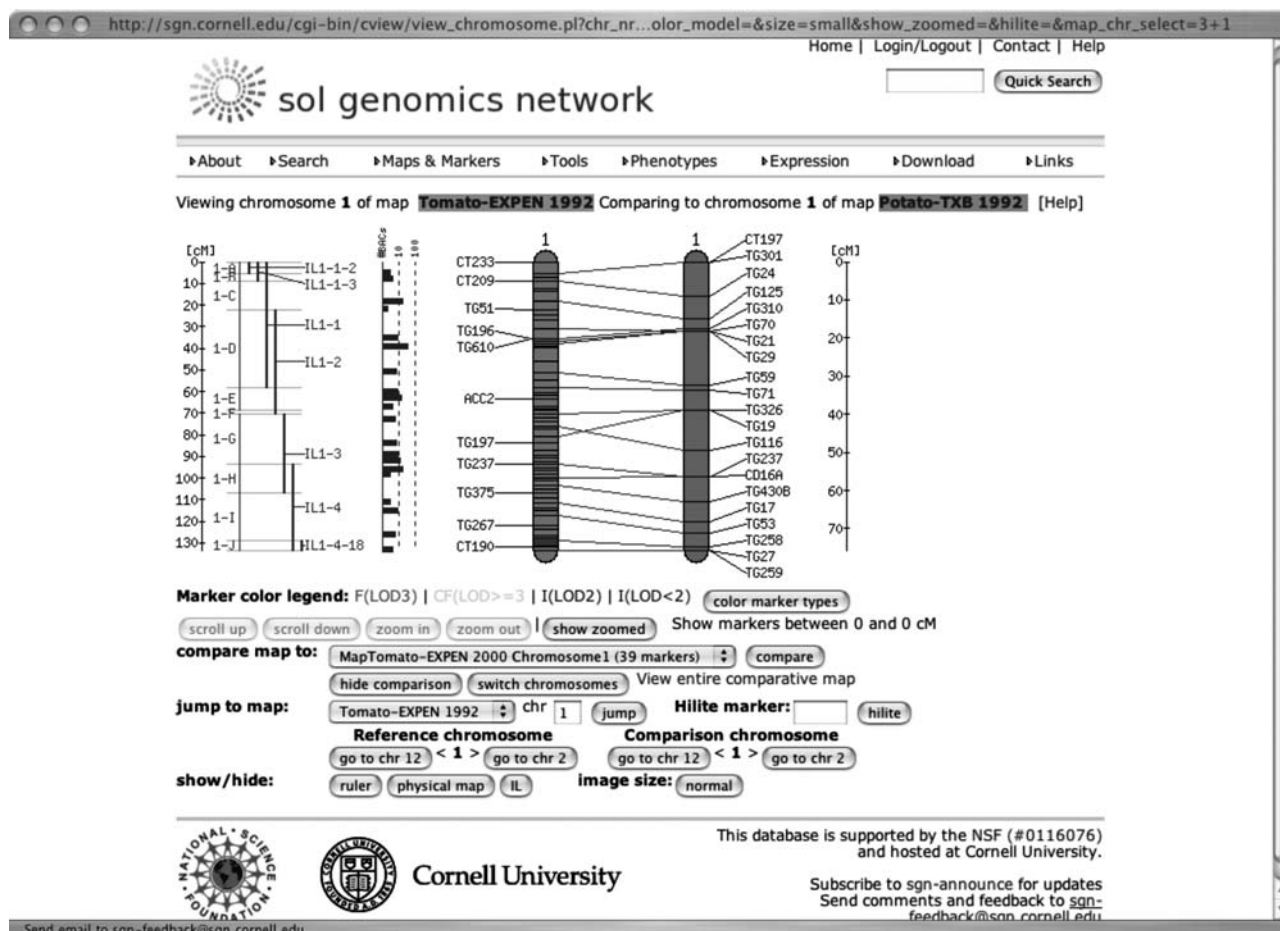 http://sgn.cornell.edu/cgi-bin/cview/view_chromosome.pl?chr_nr...olor_model=&size=small&show_zoomed=&hilite=&map_chr_select=3+1
Home | Login/Logout | Contact | Help
sol genomics network
Quick Search
About Search Maps & Markers Tools Phenotypes Expression Download Links
Viewing chromosome 1 of map Tomato-EXPEN 1992 Comparing to chromosome 1 of map Potato-TXB 1992 [Help]
[cM]
0
10
20
30
40
50
60
70
80
90
100
110
120
130
1-A
1-B
1-C
1-D
1-E
1-F
1-G
1-H
1-I
1-J
IL1-1-2
IL1-1-3
IL1-1
IL1-2
IL1-3
IL1-4
IL1-4-18
#BACs
10
100
1
CT233
CT209
TG51
TG196
TG610
ACC2
TG197
TG237
TG375
TG267
CT190
1
CT197
TG301
TG24
TG125
TG310
TG70
TG21
TG29
TG59
TG71
TG326
TG19
TG116
TG237
CD16A
TG430B
TG17
TG53
TG258
TG27
TG259
[cM]
0
10
20
30
40
50
60
70
Marker color legend: F(LOD3) | CF(LOD>=3 | I(LOD2) | I(LOD<2) color marker types
scroll up scroll down zoom in zoom out | show zoomed Show markers between 0 and 0 cM
compare map to: MapTomato-EXPEN 2000 Chromosome1 (39 markers) compare
hide comparison switch chromosomes View entire comparative map
jump to map: Tomato-EXPEN 1992 chr 1 jump Hilite marker: hilite
Reference chromosome Comparison chromosome
go to chr 12 < 1 > go to chr 2 go to chr 12 < 1 > go to chr 2
show/hide: ruler physical map IL image size: normal
NATIONAL SCIENCE FOUNDATION
Cornell University
This database is supported by the NSF (#0116076)
and hosted at Cornell University.
Subscribe to sgn-announce for updates
Send comments and feedback to sgn-
feedback@sgn.cornell.edu
Send email to sgn-feedback@sgn.cornell.edu